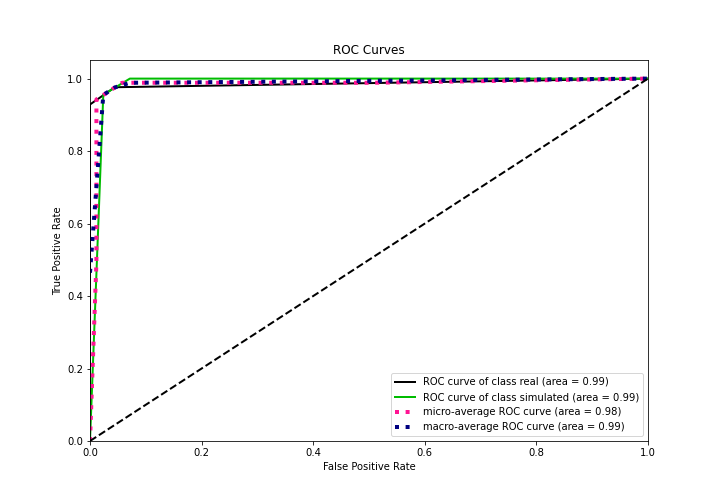 ROC Curves
1.0
0.8
0.6
0.4
0.2
0.0
True Positive Rate
ROC curve of class real (area = 0.99)
ROC curve of class simulated (area = 0.99)
micro-average ROC curve (area = 0.98)
macro-average ROC curve (area = 0.99)
0.0 0.2 0.4 0.6 0.8 1.0
False Positive Rate